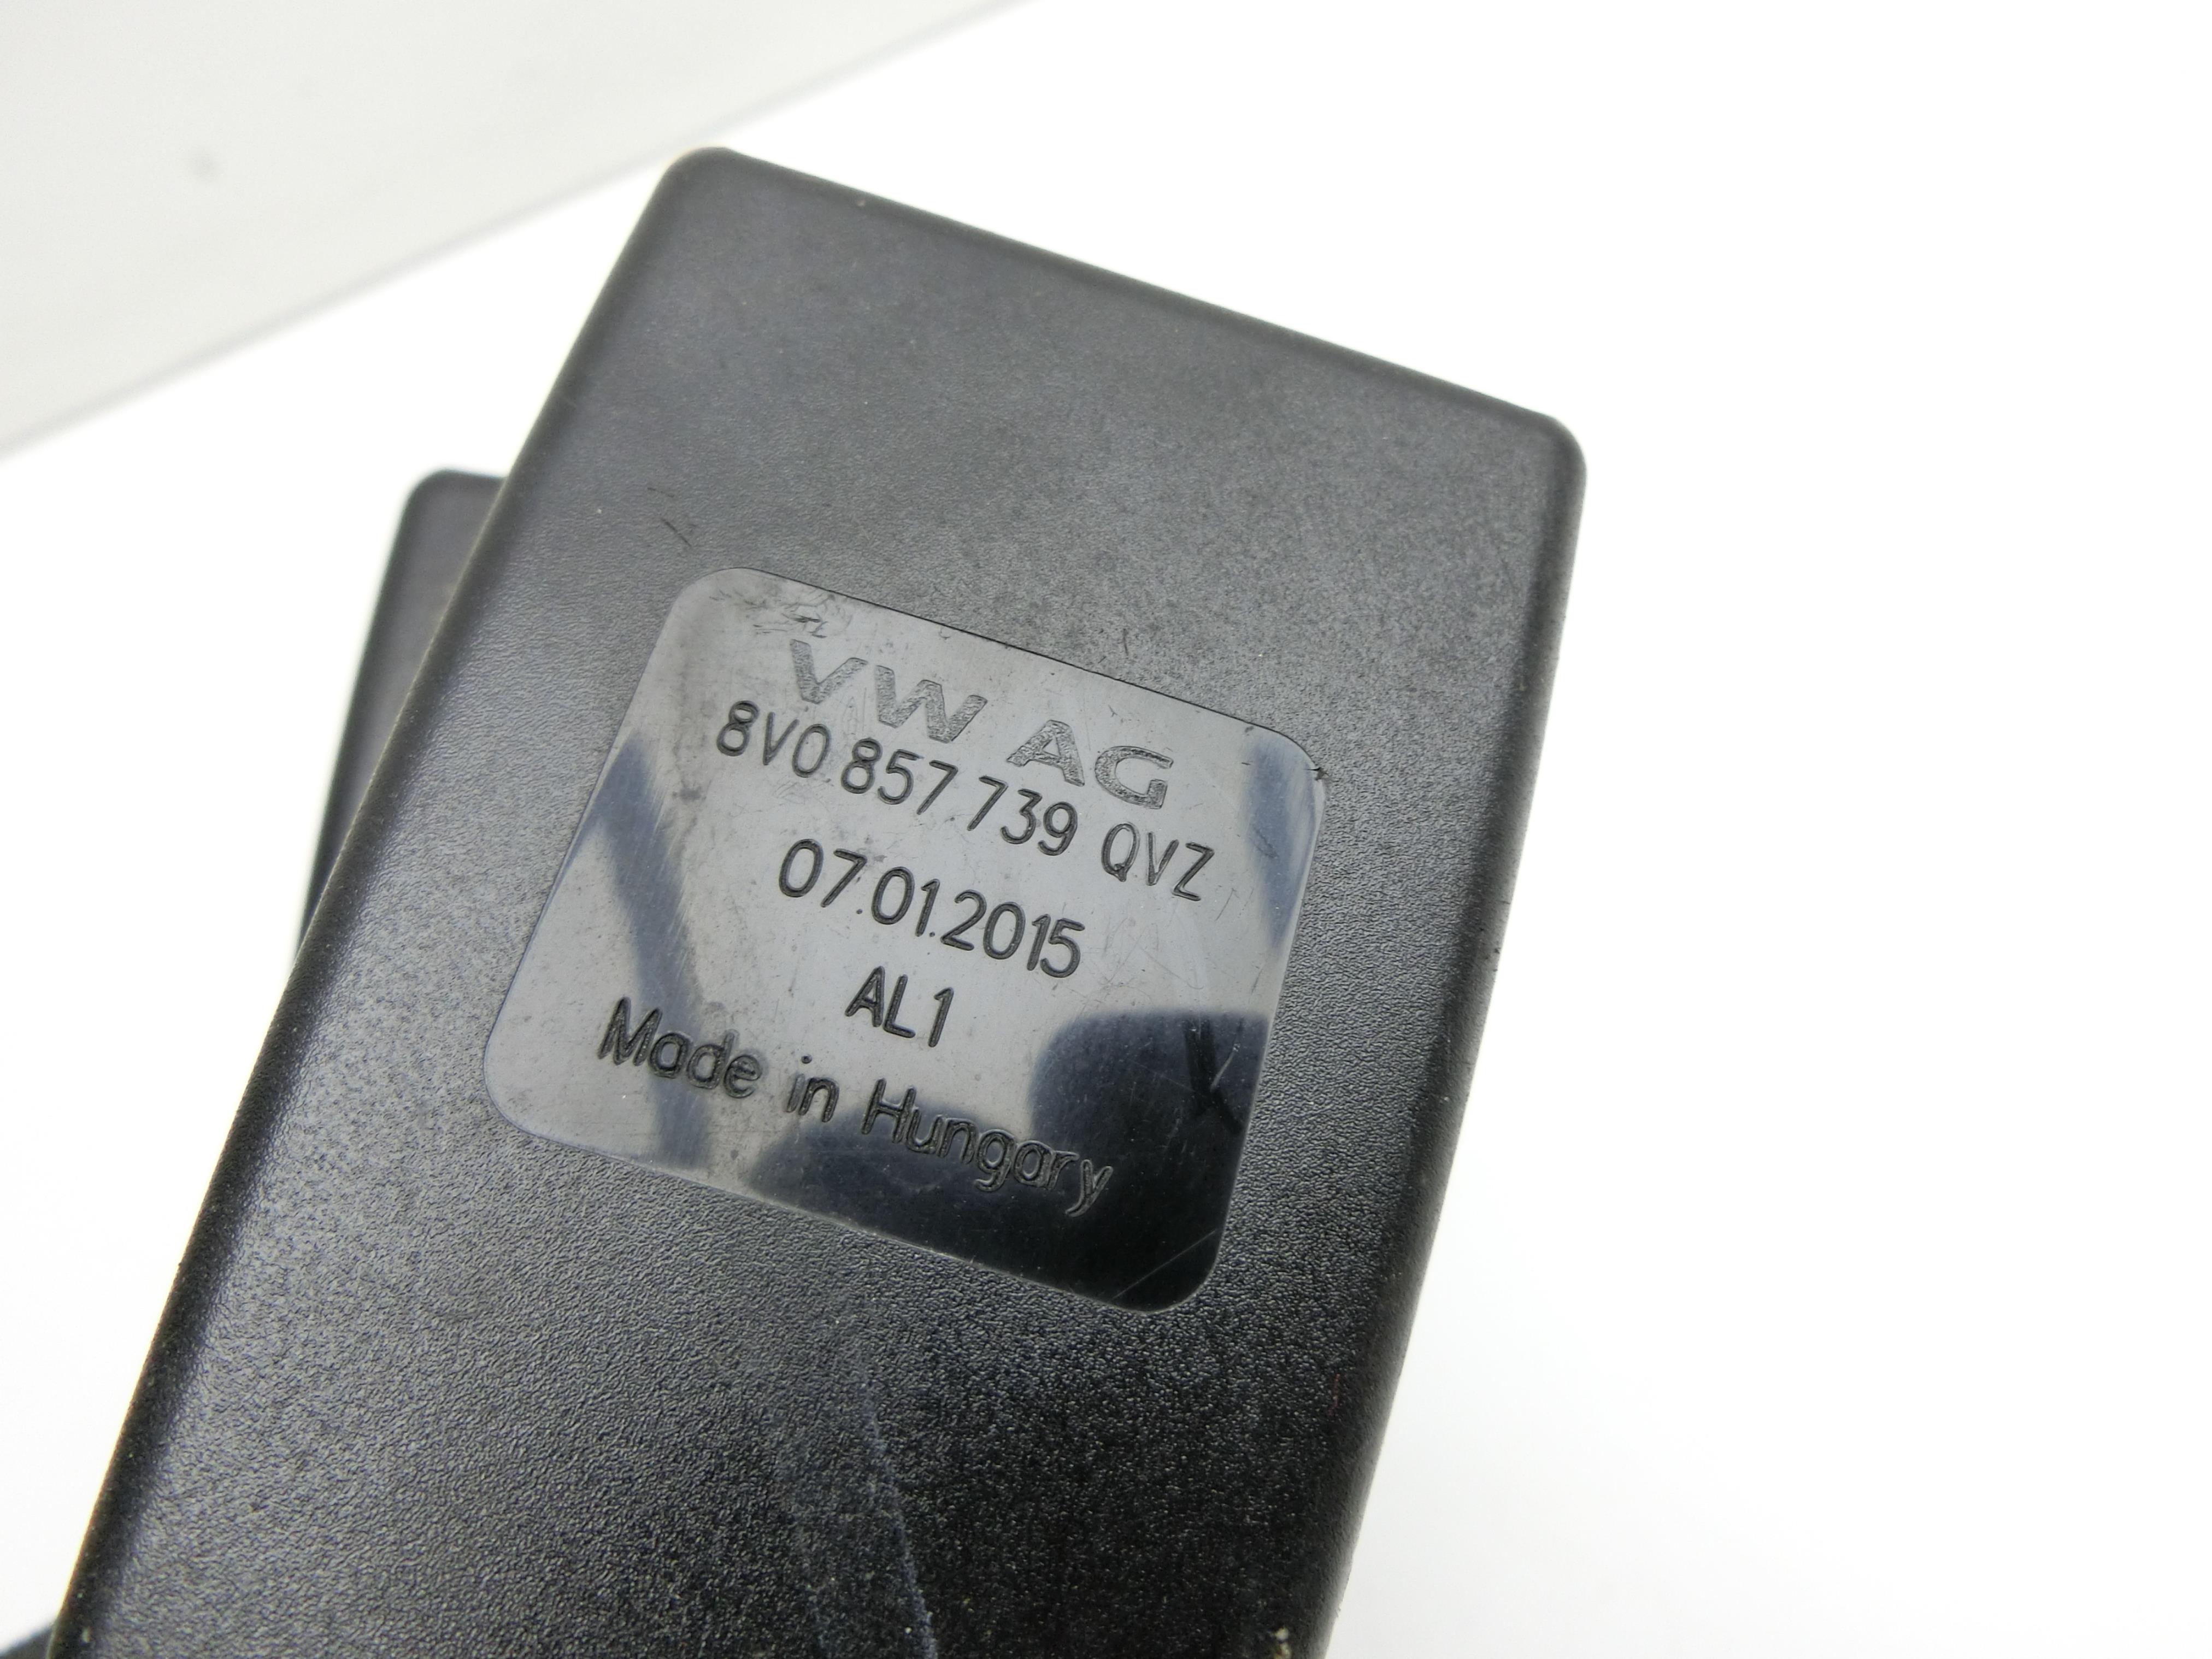 VW AG
8V0 857 739 QVZ
07.01.2015
AL1
Made in Hungary